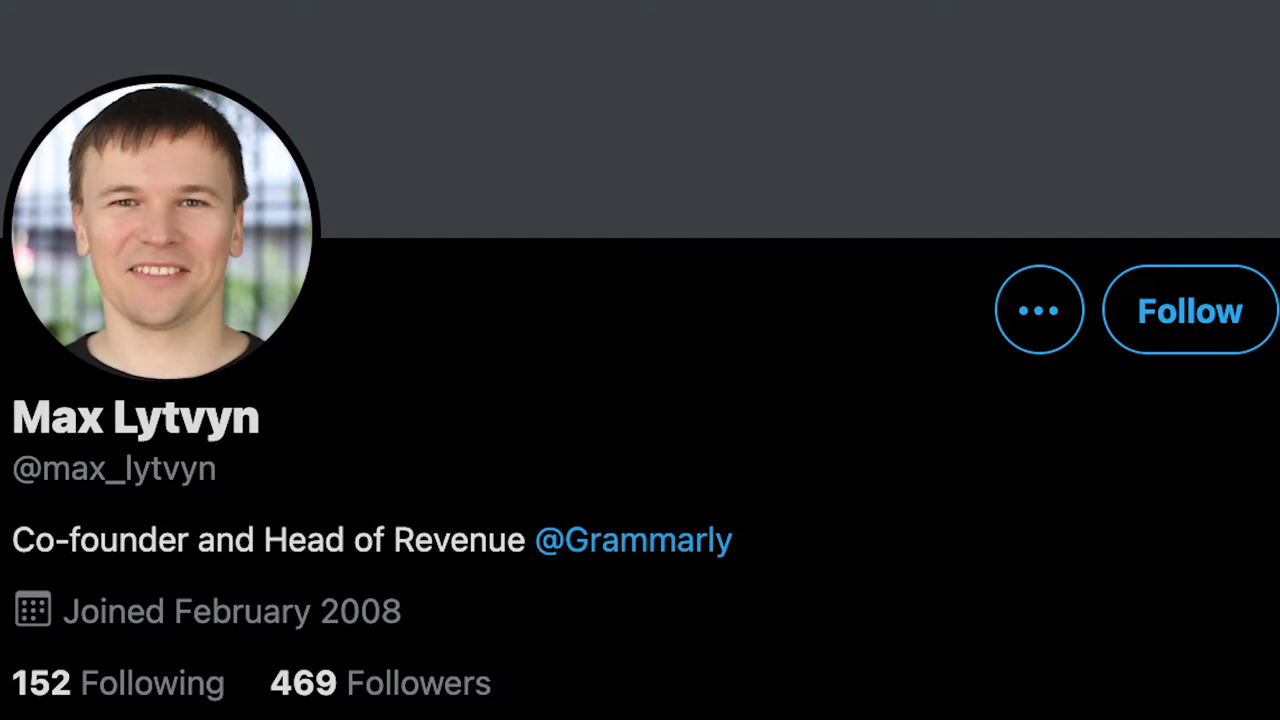 Follow
Max Lytvyn
@max_lytvyn
Co-founder and Head of Revenue @Grammarly
Joined February 2008
152 Following 469 Followers